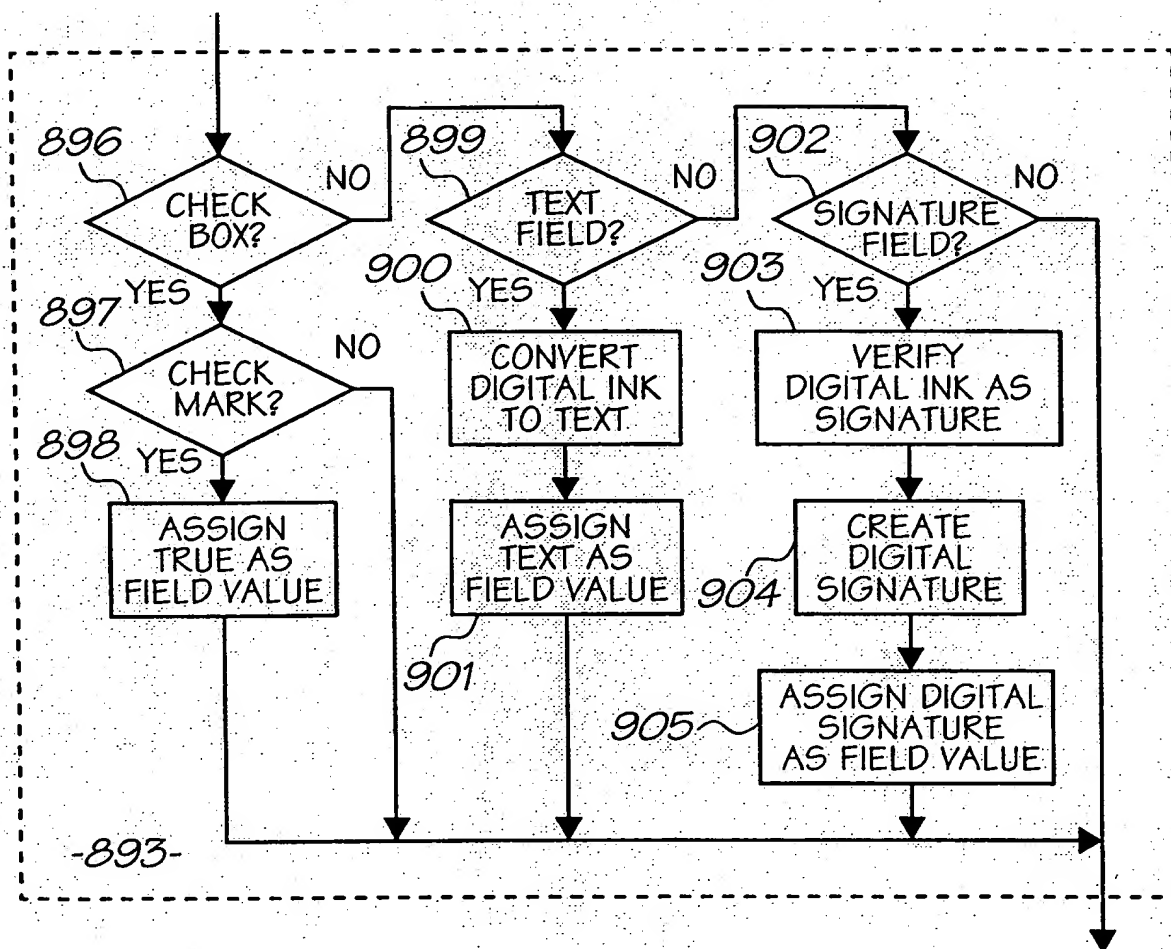 896
CHECK
BOX?
NO
YES
897
CHECK
MARK?
NO
YES
898
ASSIGN
TRUE AS
FIELD VALUE
899
TEXT
FIELD?
NO
YES
900
CONVERT
DIGITAL INK
TO TEXT
ASSIGN
TEXT AS
FIELD VALUE
901
902
SIGNATURE
FIELD?
NO
YES
903
VERIFY
DIGITAL INK AS
SIGNATURE
CREATE
DIGITAL
SIGNATURE
904
ASSIGN DIGITAL
SIGNATURE
AS FIELD VALUE
905
-893-